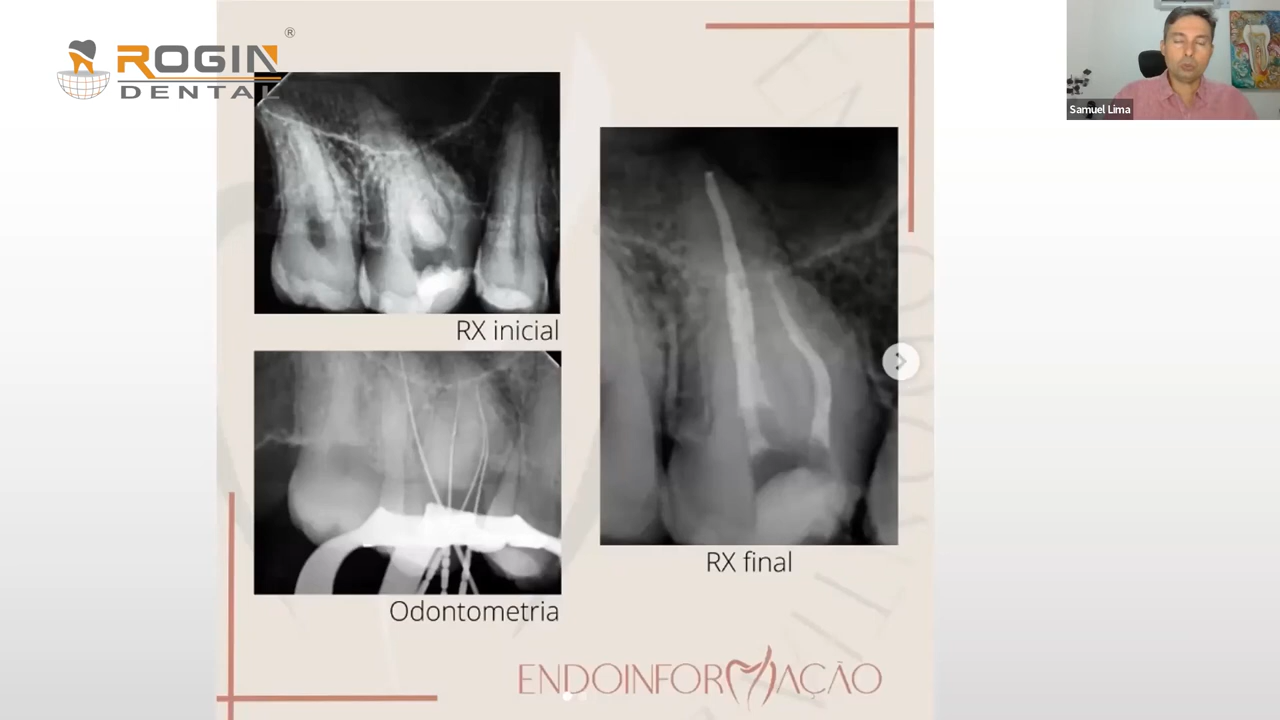 ROGIN ®
DENTAL
Samuel Lima
RX inicial
Odontometria
RX final
ENDOINFORMAÇÃO